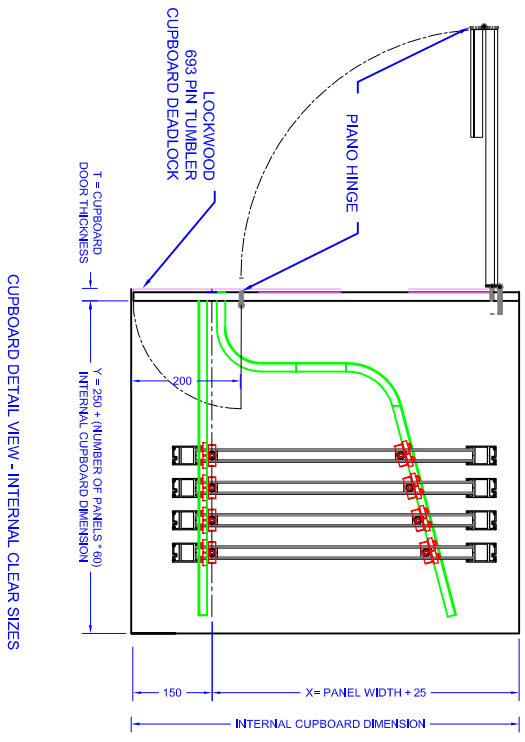 LOCKWOOD
693 PIN TUMBLER
CUPBOARD DEADLOCK
PIANO HINGE
T = CUPBOARD
DOOR THICKNESS
200
Y = 250 + (NUMBER OF PANELS * 60)
INTERNAL CUPBOARD DIMENSION
150
X= PANEL WIDTH + 25
INTERNAL CUPBOARD DIMENSION
CUPBOARD DETAIL VIEW - INTERNAL CLEAR SIZES